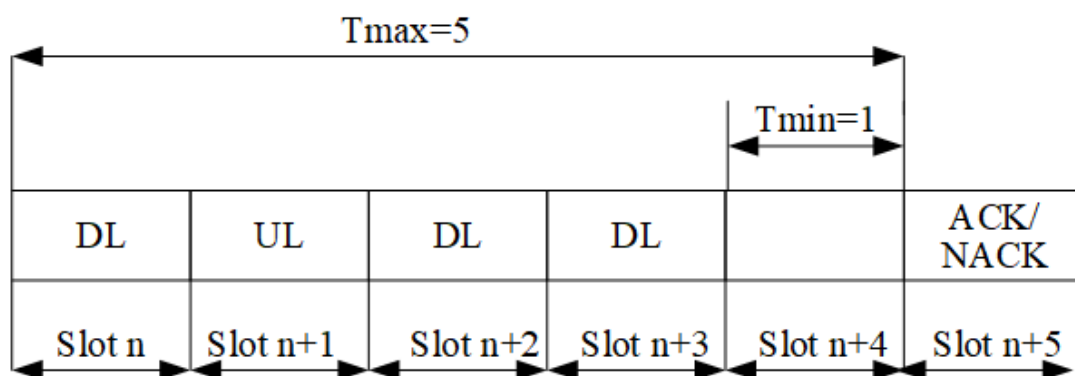 Tmax=5
Tmin=1
DL
UL
DL
DL
ACK/
NACK
Slot n
Slot n+1
Slot n+2
Slot n+3
Slot n+4
Slot n+5